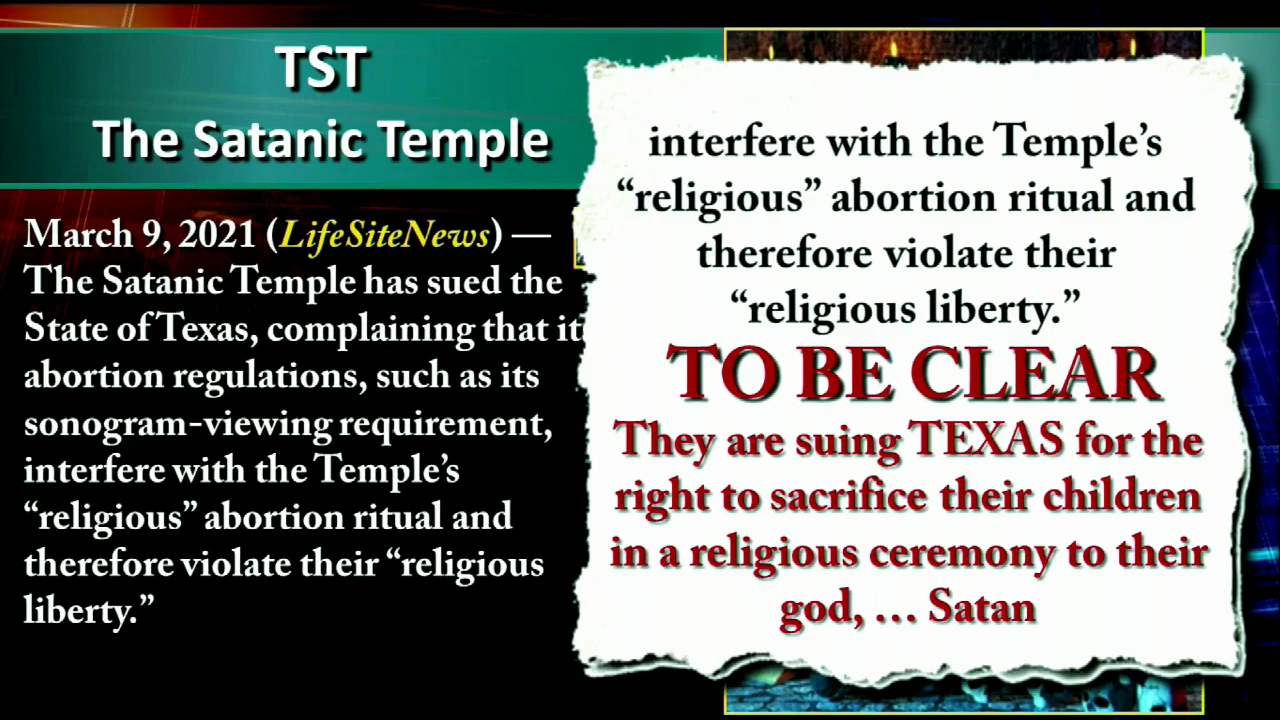 TST
The Satanic Temple
March 9, 2021 (LifeSiteNews) —
The Satanic Temple has sued the
State of Texas, complaining that it
abortion regulations, such as its
sonogram-viewing requirement,
interfere with the Temple’s
“religious” abortion ritual and
therefore violate their “religious
liberty.”
interfere with the Temple’s
“religious” abortion ritual and
therefore violate their
“religious liberty.”
TO BE CLEAR
They are suing TEXAS for the
right to sacrifice their children
in a religious ceremony to their
god, … Satan